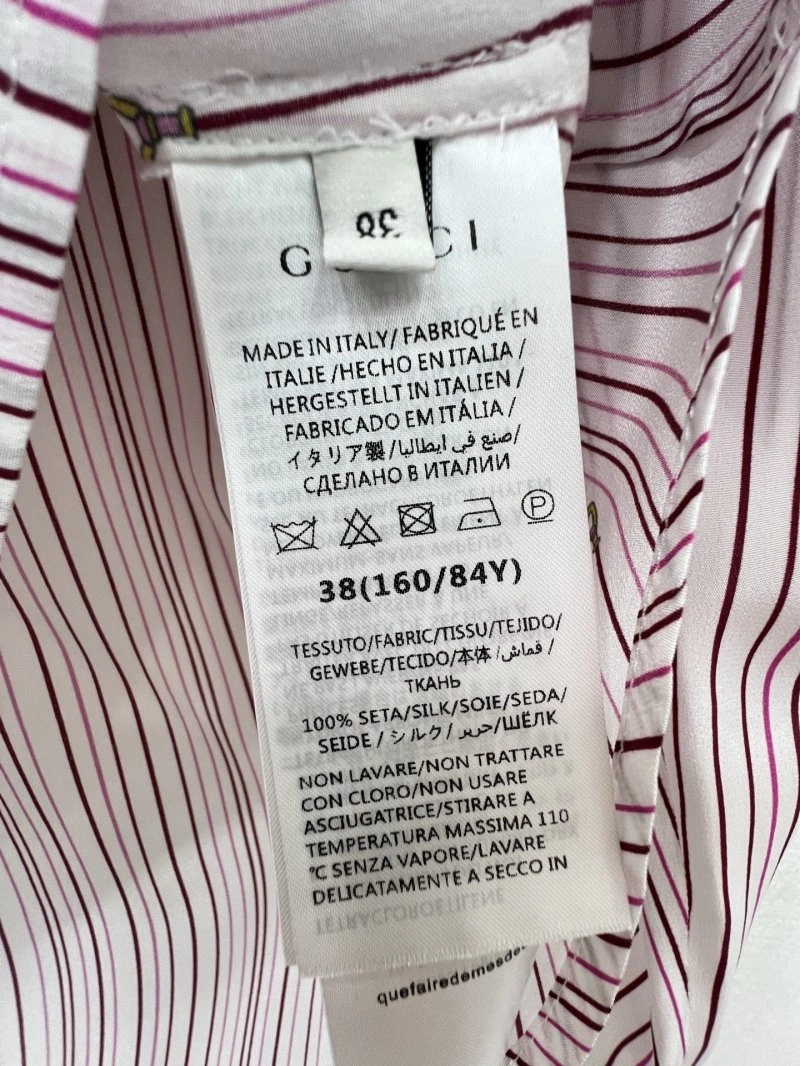 38
G CI
MADE IN ITALY/ FABRIQUÉ EN
ITALIE /HECHO EN ITALIA /
HERGESTELLT IN ITALIEN /
FABRICADO EM ITÁLIA /
イタリア製/صنع في ايطاليا/
СДЕЛАНО В ИТАЛИИ
P
38(160/84Y)
TESSUTO/FABRIC/TISSU/TEJIDO/
GEWEBE/TECIDO/本体/قماش/
ТКАНЬ
100% SETA/SILK/SOIE/SEDA/
SEIDE / シルク/حرير/ШЁЛК
NON LAVARE/NON TRATTARE
CON CLORO/NON USARE
ASCIUGATRICE/STIRARE A
TEMPERATURA MASSIMA 110
°C SENZA VAPORE/LAVARE
DELICATAMENTE A SECCO IN
TETRACLOROETILENE
quefairedemesde